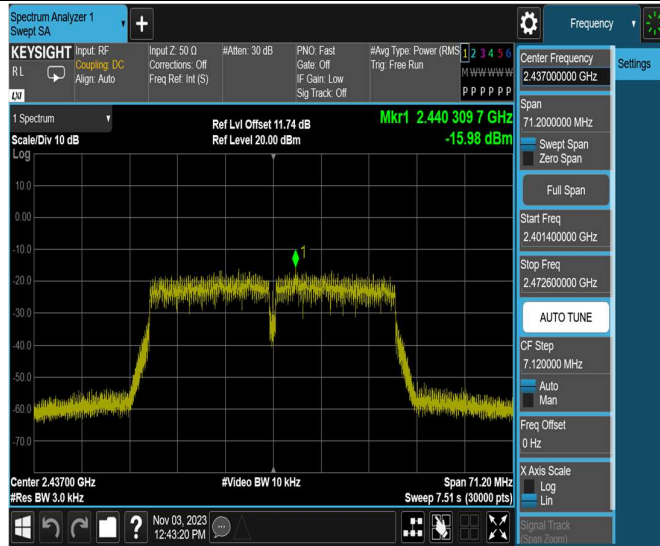 Spectrum Analyzer 1
Swept SA
+
Frequency
KEYSIGHT
Input: RF
Coupling: DC
Align: Auto
R L
LXI
Input Z: 50 Ω
Corrections: Off
Freq Ref: Int (S)
#Atten: 30 dB
PNO: Fast
Gate: Off
IF Gain: Low
Sig Track: Off
#Avg Type: Power (RMS
Trig: Free Run
1 2 3 4 5 6
M W W W W W
P P P P P P
1 Spectrum
Scale/Div 10 dB
Log
Ref Lvl Offset 11.74 dB
Ref Level 20.00 dBm
Mkr1 2.440 309 7 GHz
-15.98 dBm
10.0
0.00
-10.0
-20.0
-30.0
-40.0
-50.0
-60.0
-70.0
1
Center 2.43700 GHz
#Res BW 3.0 kHz
#Video BW 10 kHz
Span 71.20 MHz
Sweep 7.51 s (30000 pts)
Nov 03, 2023
12:43:20 PM
?
Center Frequency
2.437000000 GHz
Settings
Span
71.2000000 MHz
Swept Span
Zero Span
Full Span
Start Freq
2.401400000 GHz
Stop Freq
2.472600000 GHz
AUTO TUNE
CF Step
7.120000 MHz
Auto
Man
Freq Offset
0 Hz
X Axis Scale
Log
Lin
Signal Track
(Span Zoom)